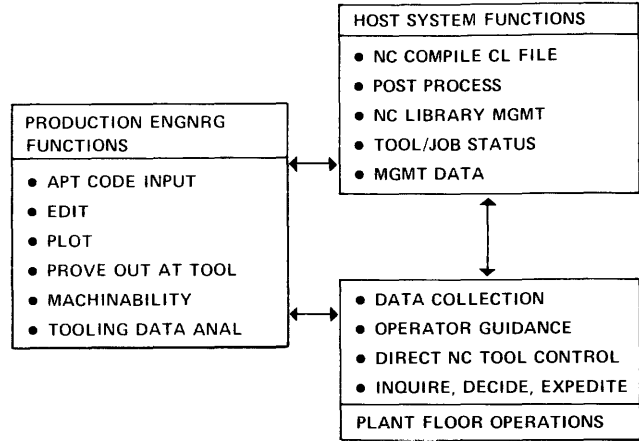 HOST SYSTEM FUNCTIONS
● NC COMPILE CL FILE
● POST PROCESS
● NC LIBRARY MGMT
● TOOL/JOB STATUS
● MGMT DATA
PRODUCTION ENGNRG
FUNCTIONS
● APT CODE INPUT
● EDIT
● PLOT
● PROVE OUT AT TOOL
● MACHINABILITY
● TOOLING DATA ANAL
● DATA COLLECTION
● OPERATOR GUIDANCE
● DIRECT NC TOOL CONTROL
● INQUIRE, DECIDE, EXPEDITE
PLANT FLOOR OPERATIONS